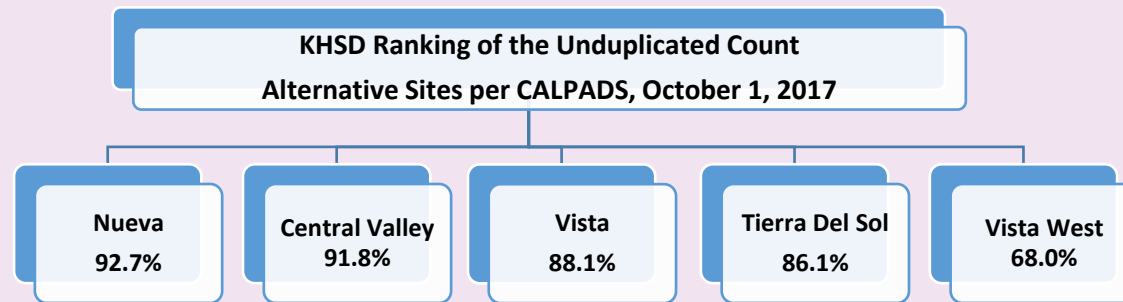 KHSD Ranking of the Unduplicated Count
Alternative Sites per CALPADS, October 1, 2017
Nueva
92.7%
Central Valley
91.8%
Vista
88.1%
Tierra Del Sol
86.1%
Vista West
68.0%